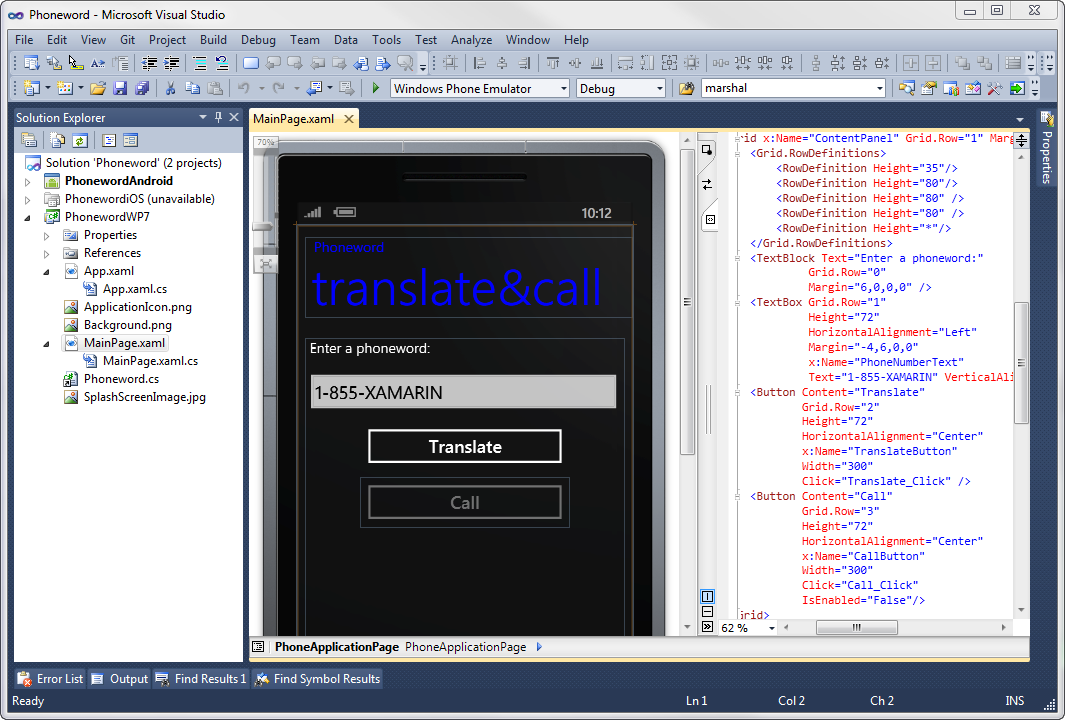 Phoneword - Microsoft Visual Studio
File Edit View Git Project Build Debug Team Data Tools Test Analyze Window Help
Windows Phone Emulator Debug marshal
Solution Explorer
Solution 'Phoneword' (2 projects)
PhonewordAndroid
PhonewordiOS (unavailable)
PhonewordWP7
Properties
References
App.xaml
App.xaml.cs
ApplicationIcon.png
Background.png
MainPage.xaml
MainPage.xaml.cs
Phoneword.cs
SplashScreenImage.jpg
MainPage.xaml
70%
10:12
Phoneword
translate&call
Enter a phoneword:
1-855-XAMARIN
Translate
Call
rid x:Name="ContentPanel" Grid.Row="1" Marg
<Grid.RowDefinitions>
<RowDefinition Height="35"/>
<RowDefinition Height="80"/>
<RowDefinition Height="80" />
<RowDefinition Height="80" />
<RowDefinition Height="*"/>
</Grid.RowDefinitions>
<TextBlock Text="Enter a phoneword:"
Grid.Row="0"
Margin="6,0,0,0" />
<TextBox Grid.Row="1"
Height="72"
HorizontalAlignment="Left"
Margin="-4,6,0,0"
x:Name="PhoneNumberText"
Text="1-855-XAMARIN" VerticalAli
<Button Content="Translate"
Grid.Row="2"
Height="72"
HorizontalAlignment="Center"
x:Name="TranslateButton"
Width="300"
Click="Translate_Click" />
<Button Content="Call"
Grid.Row="3"
Height="72"
HorizontalAlignment="Center"
x:Name="CallButton"
Width="300"
Click="Call_Click"
IsEnabled="False"/>
Grid>
62 %
Properties
PhoneApplicationPage PhoneApplicationPage
Error List Output Find Results 1 Find Symbol Results
Ready Ln 1 Col 2 Ch 2 INS